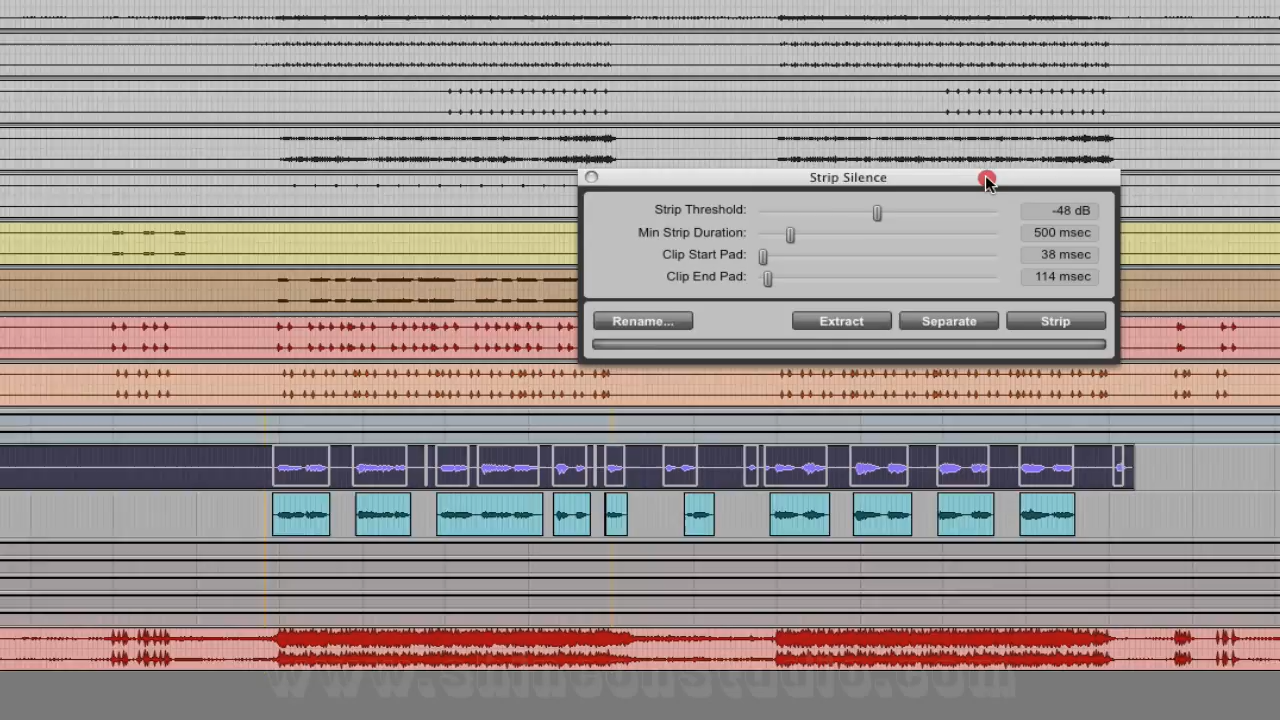 Strip Silence
Strip Threshold: -48 dB
Min Strip Duration: 500 msec
Clip Start Pad: 38 msec
Clip End Pad: 114 msec
Rename... Extract Separate Strip